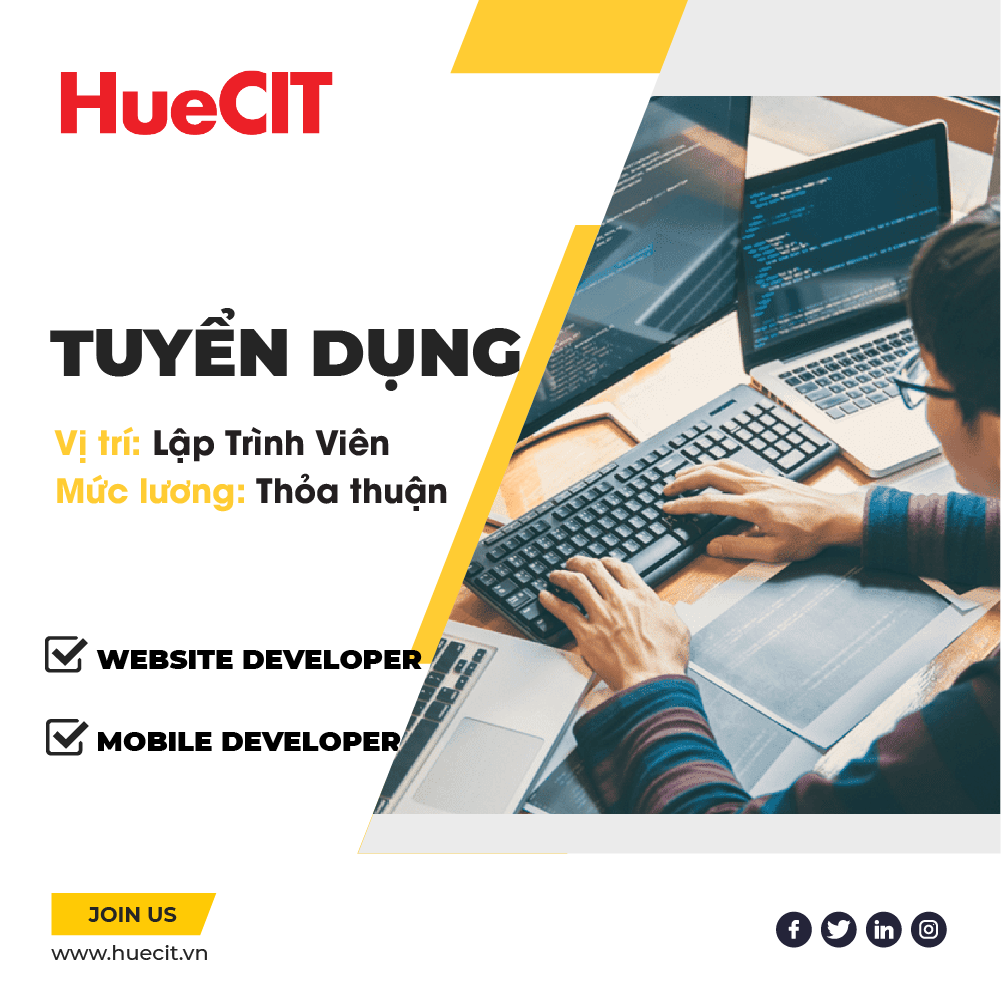 HueCIT
TUYỂN DỤNG
Vị trí: Lập Trình Viên
Mức lương: Thỏa thuận
WEBSITE DEVELOPER
MOBILE DEVELOPER
JOIN US
www.huecit.vn